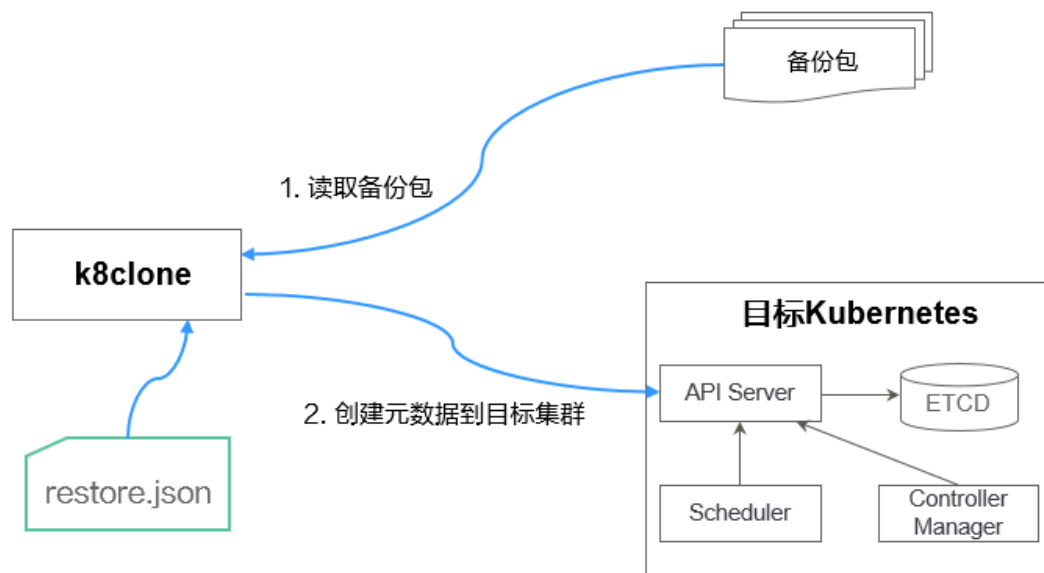 备份包
1. 读取备份包
k8clone
目标Kubernetes
API Server
ETCD
2. 创建元数据到目标集群
restore.json
Scheduler
Controller
Manager